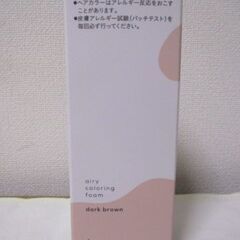 ●ヘアカラーはアレルギー反応をおこす
ことがあります。
●皮膚アレルギー試験(パッチテスト)を
毎回必ず行ってください。
airy
coloring
foam
dark brown